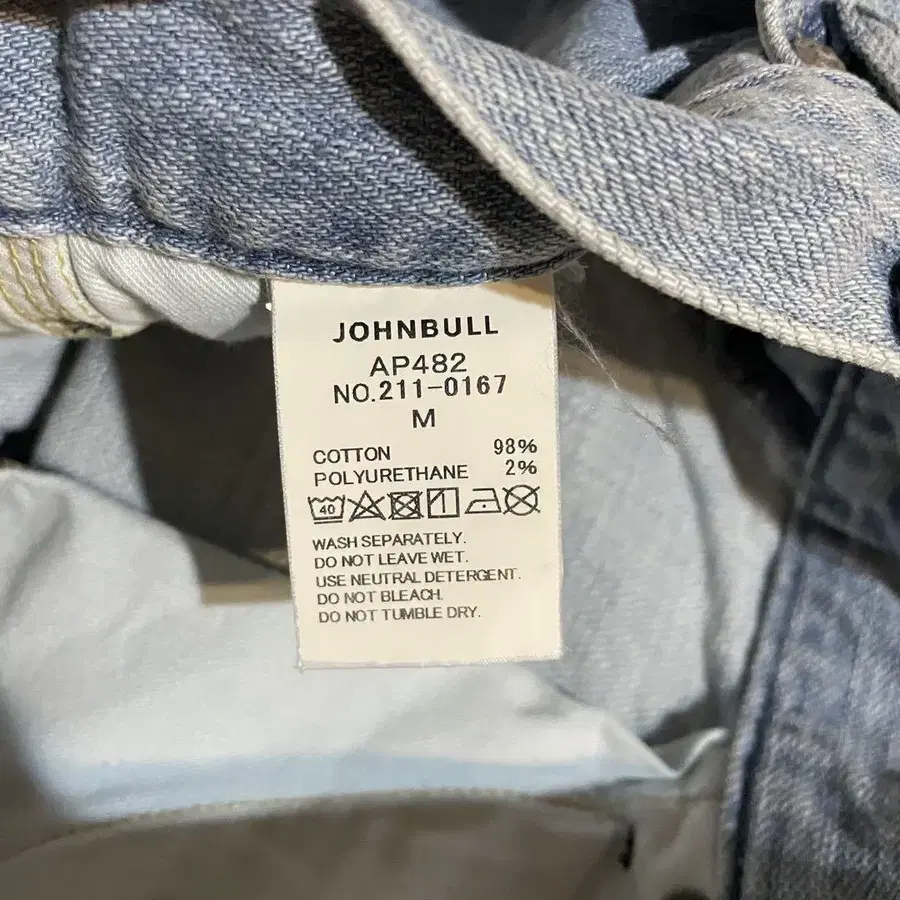 JOHNBULL
AP482
NO.211-0167
M
COTTON 98%
POLYURETHANE 2%
40
WASH SEPARATELY.
DO NOT LEAVE WET.
USE NEUTRAL DETERGENT.
DO NOT BLEACH.
DO NOT TUMBLE DRY.